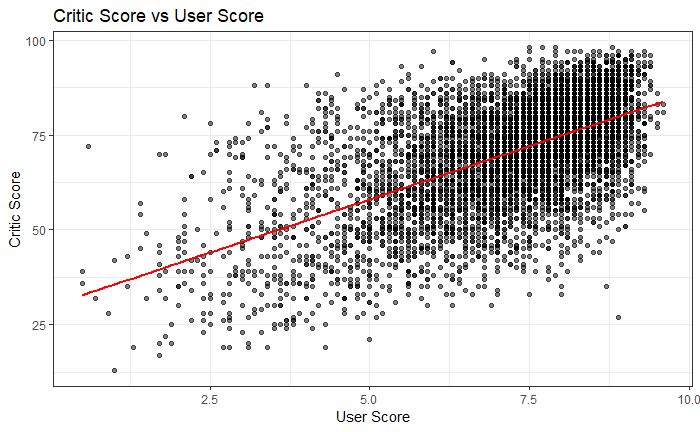 Critic Score vs User Score
100
75
50
25
Critic Score
2.5 5.0 7.5 10.0
User Score